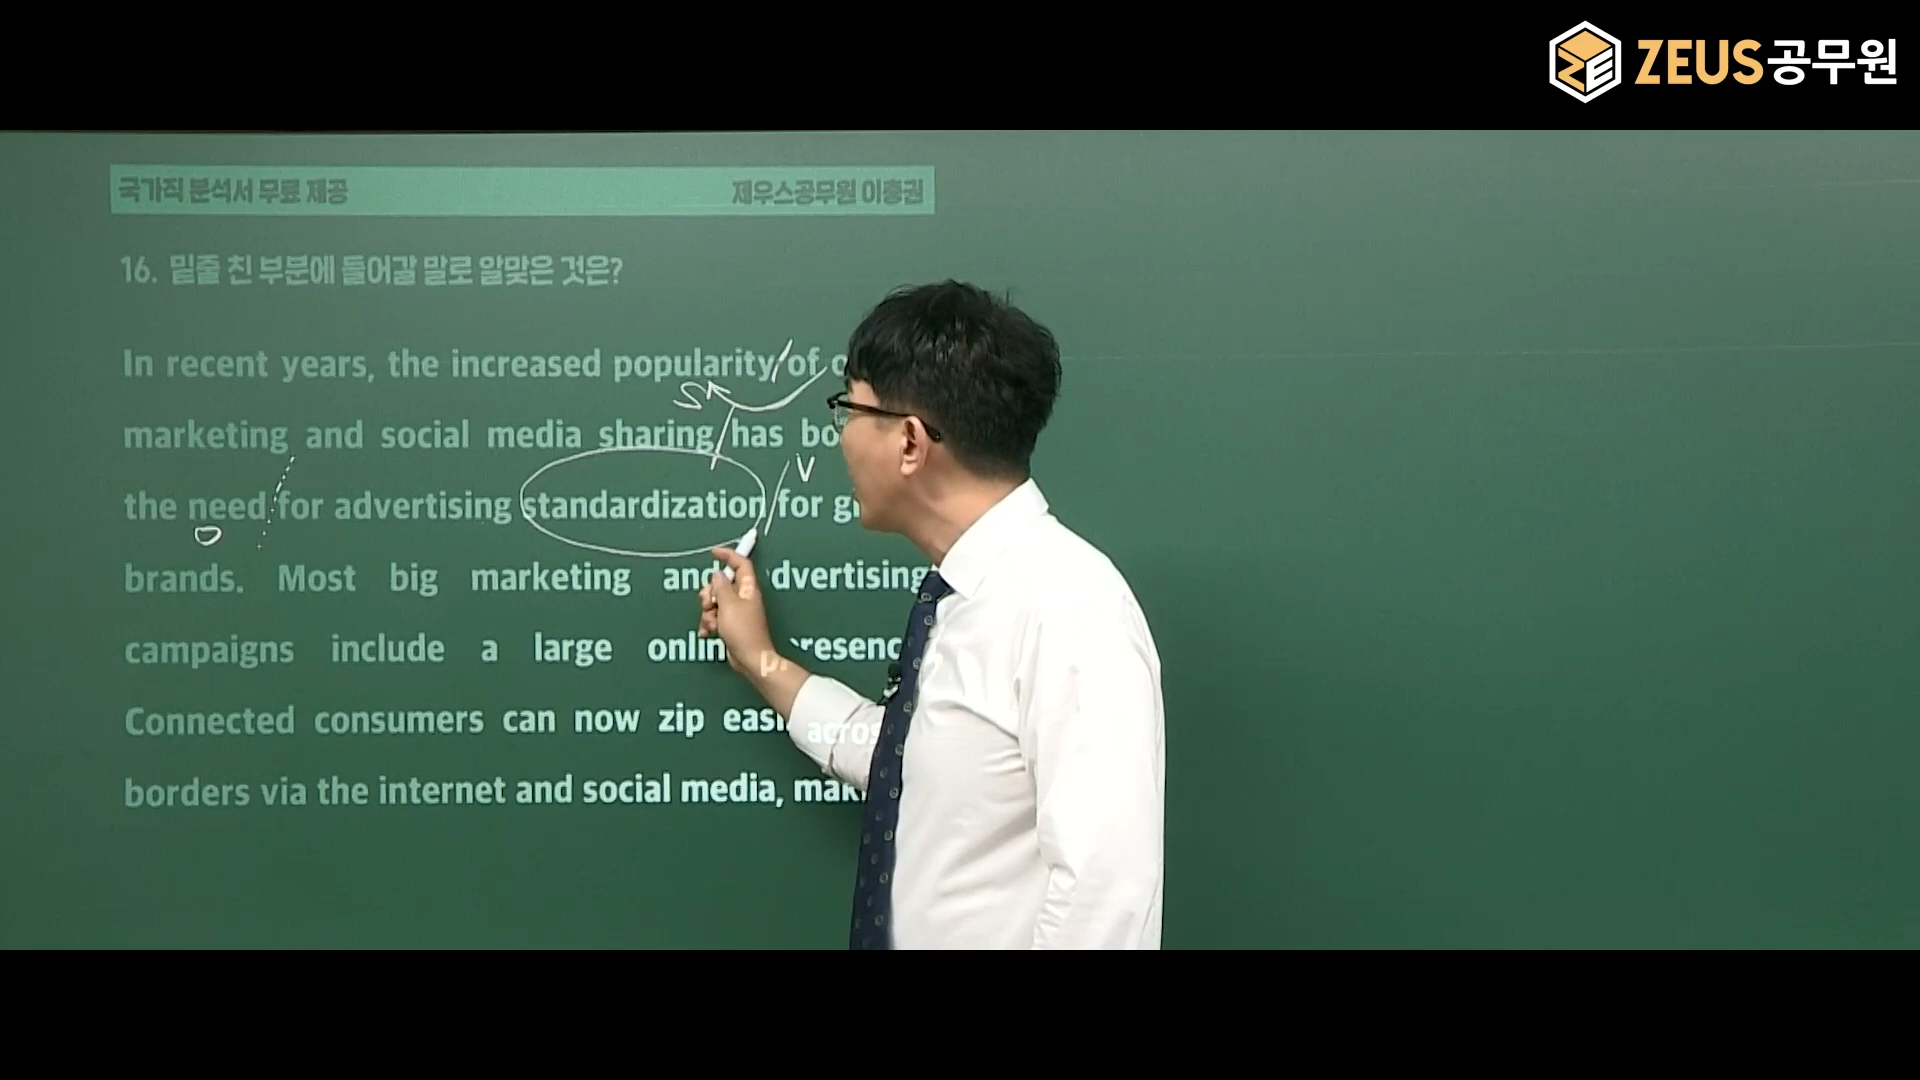 ZEUS공무원
국가직 분석서 무료 제공 제우스공무원 이충권
16. 밑줄 친 부분에 들어갈 말로 알맞은 것은?
In recent years, the increased popularity of
S
marketing and social media sharing has
V
the need for advertising standardization for
O
brands. Most big marketing and advertising
campaigns include a large
Connected consumers can now zip
borders via the internet and social media,